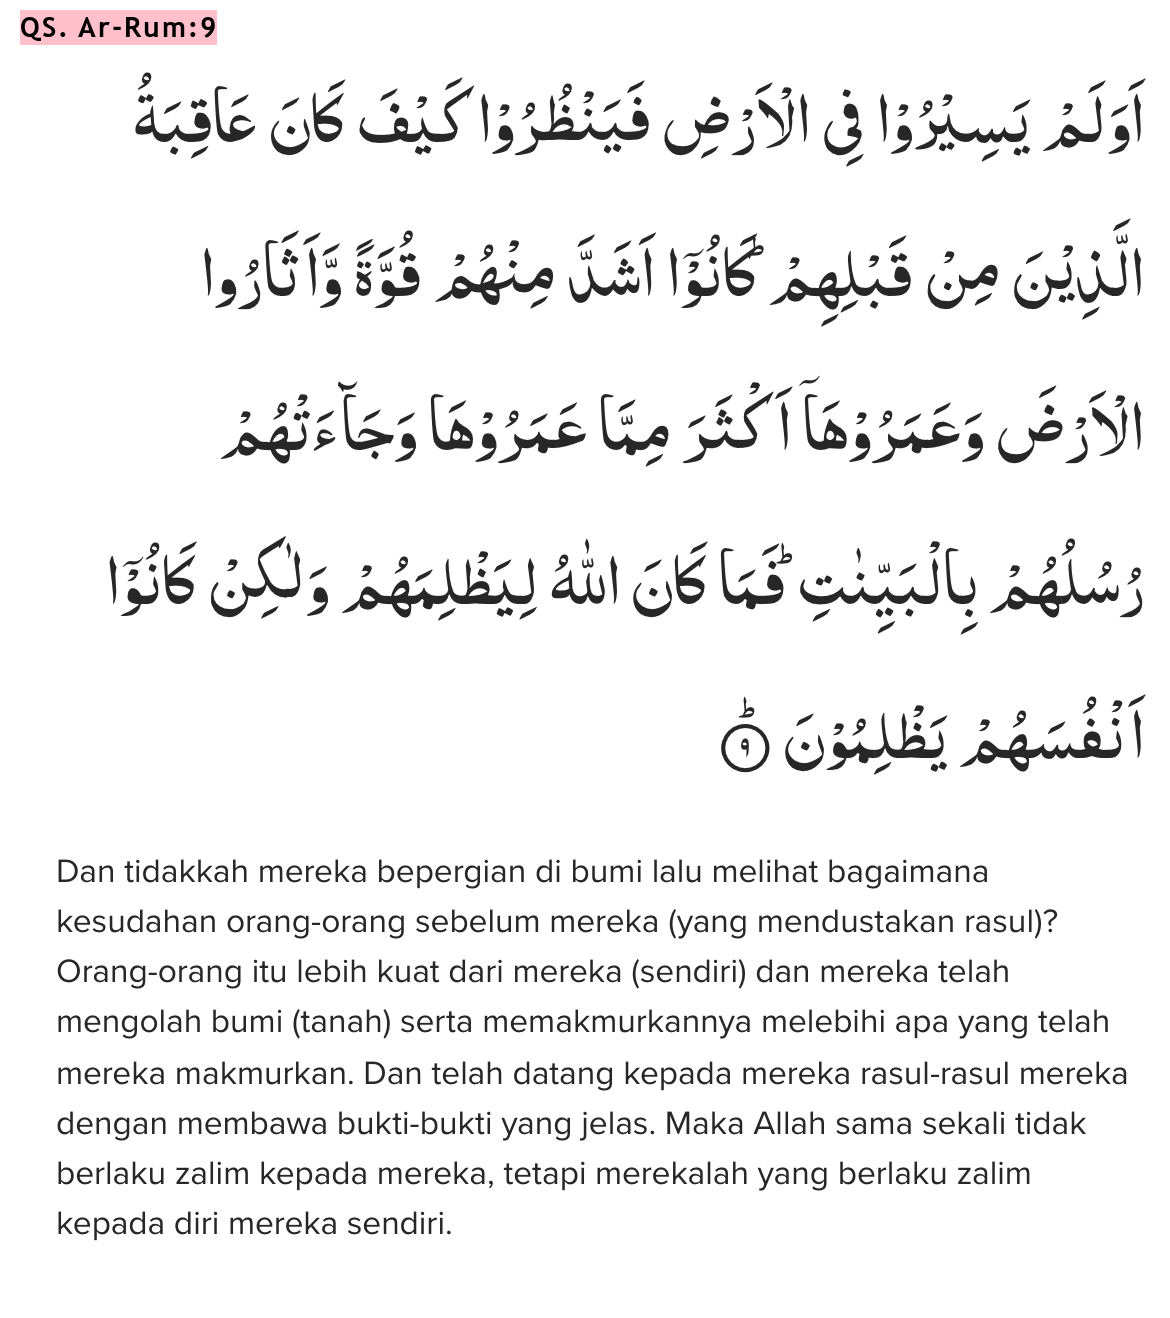 QS. Ar-Rum:9
اَوَلَمْ يَسِيْرُوْا فِى الْاَرْضِ فَيَنْظُرُوْا كَيْفَ كَانَ عَاقِبَةُ
الَّذِيْنَ مِنْ قَبْلِهِمْۗ كَانُوْٓا اَشَدَّ مِنْهُمْ قُوَّةً وَّاَثَارُوا
الْاَرْضَ وَعَمَرُوْهَآ اَكْثَرَ مِمَّا عَمَرُوْهَا وَجَاۤءَتْهُمْ
رُسُلُهُمْ بِالْبَيِّنٰتِۗ فَمَا كَانَ اللّٰهُ لِيَظْلِمَهُمْ وَلٰكِنْ كَانُوْٓا
اَنْفُسَهُمْ يَظْلِمُوْنَۗ ٩
Dan tidakkah mereka bepergian di bumi lalu melihat bagaimana
kesudahan orang-orang sebelum mereka (yang mendustakan rasul)?
Orang-orang itu lebih kuat dari mereka (sendiri) dan mereka telah
mengolah bumi (tanah) serta memakmurkannya melebihi apa yang telah
mereka makmurkan. Dan telah datang kepada mereka rasul-rasul mereka
dengan membawa bukti-bukti yang jelas. Maka Allah sama sekali tidak
berlaku zalim kepada mereka, tetapi merekalah yang berlaku zalim
kepada diri mereka sendiri.